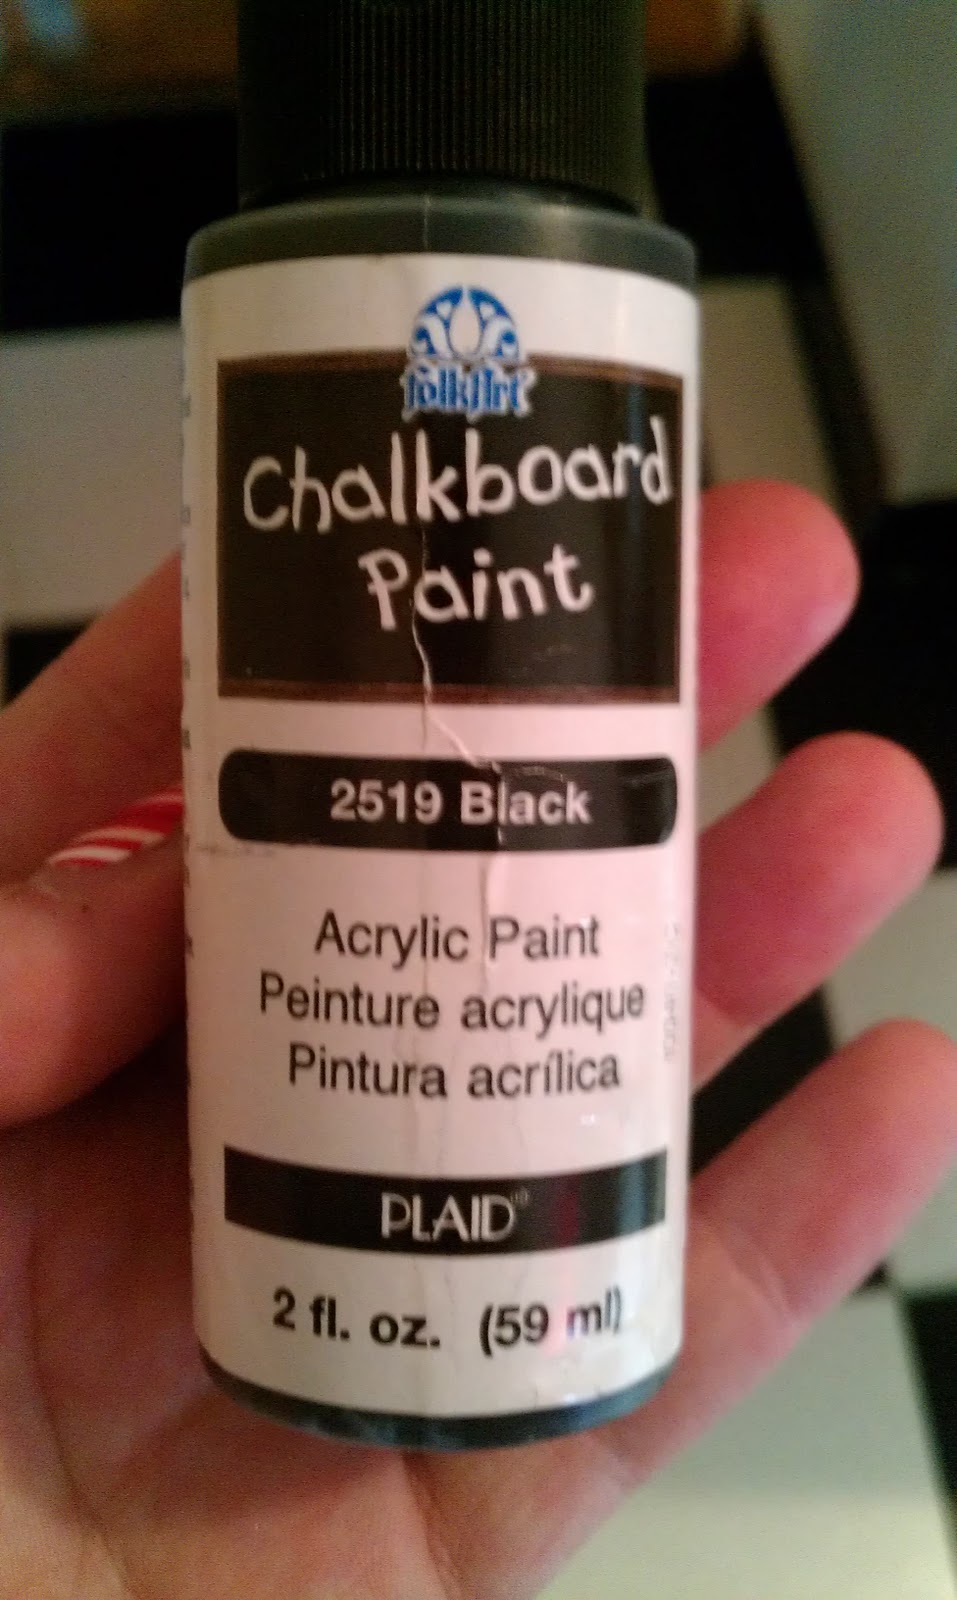 folkArt
Chalkboard
Paint
2519 Black
Acrylic Paint
Peinture acrylique
Pintura acrílica
PLAID
2 fl. oz. (59 ml)